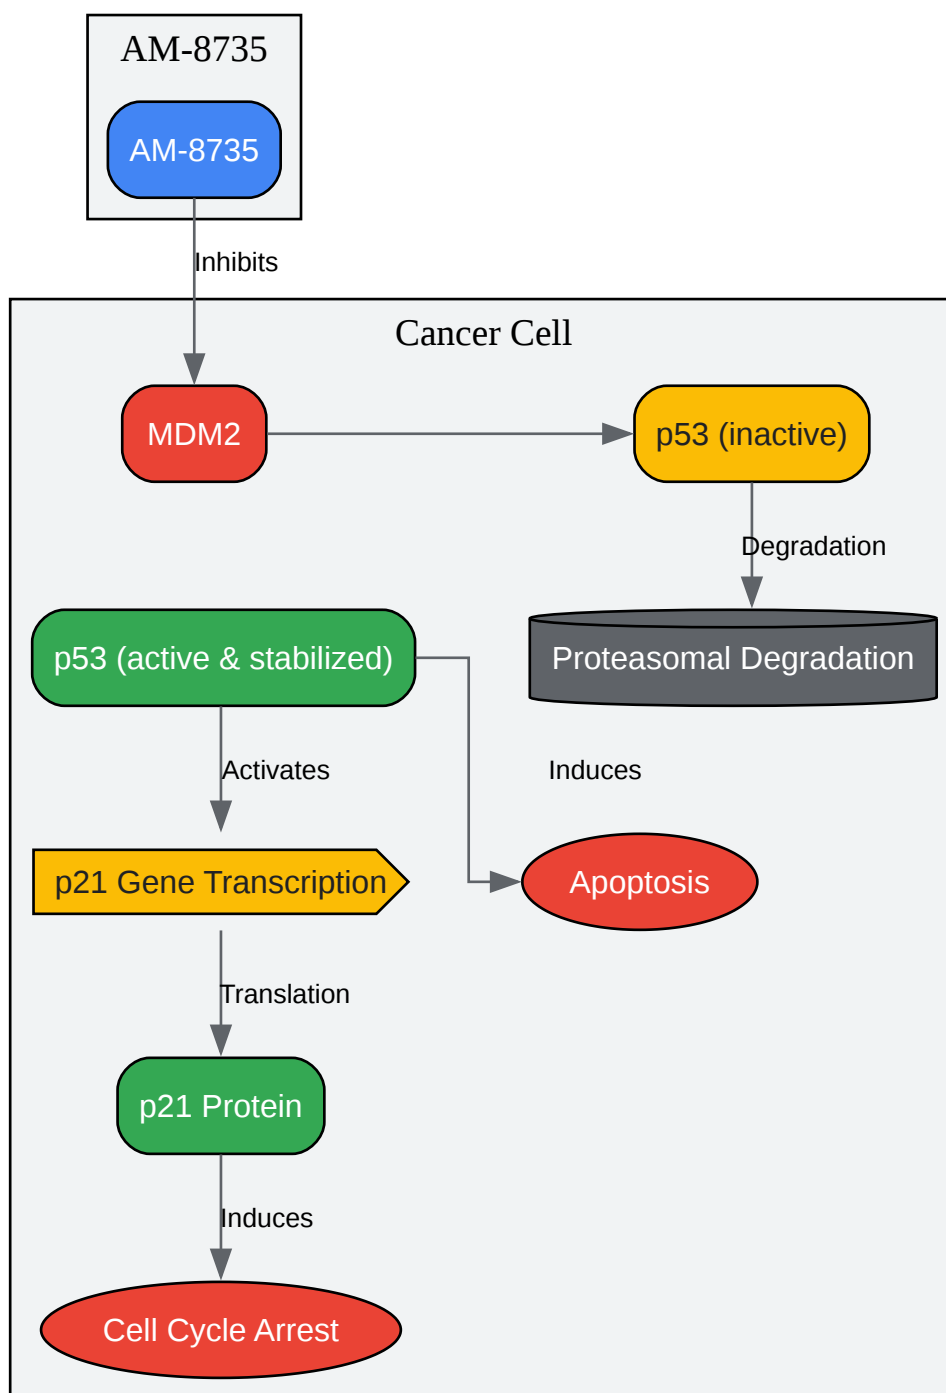 AM-8735
AM-8735
Inhibits
Cancer Cell
MDM2
p53 (inactive)
Degradation
p53 (active & stabilized)
Proteasomal Degradation
Activates
Induces
p21 Gene Transcription
Apoptosis
Translation
p21 Protein
Induces
Cell Cycle Arrest